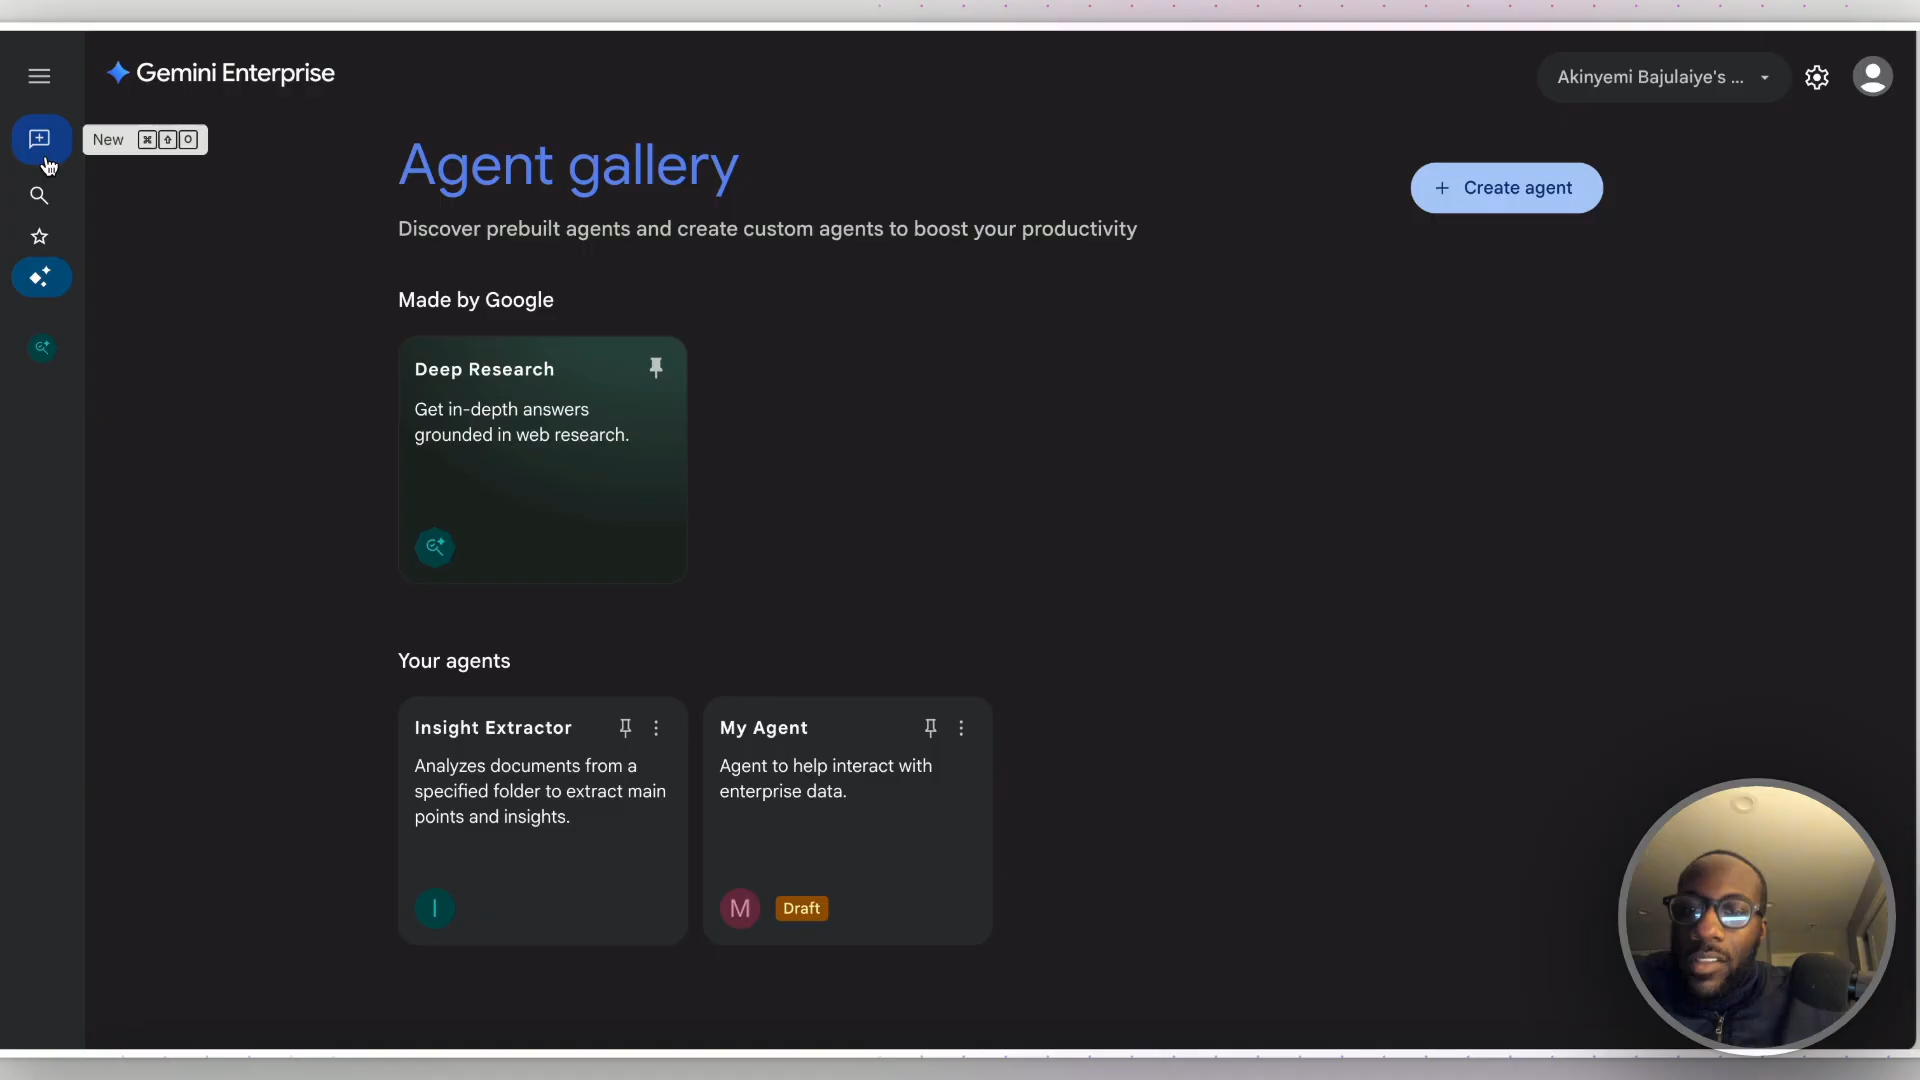 Gemini Enterprise
Akinyemi Bajulaiye's ...
New ⌘ ⇧ O
Agent gallery
Create agent
Discover prebuilt agents and create custom agents to boost your productivity
Made by Google
Deep Research
Get in-depth answers
grounded in web research.
Your agents
Insight Extractor
Analyzes documents from a
specified folder to extract main
points and insights.
I
My Agent
Agent to help interact with
enterprise data.
M
Draft